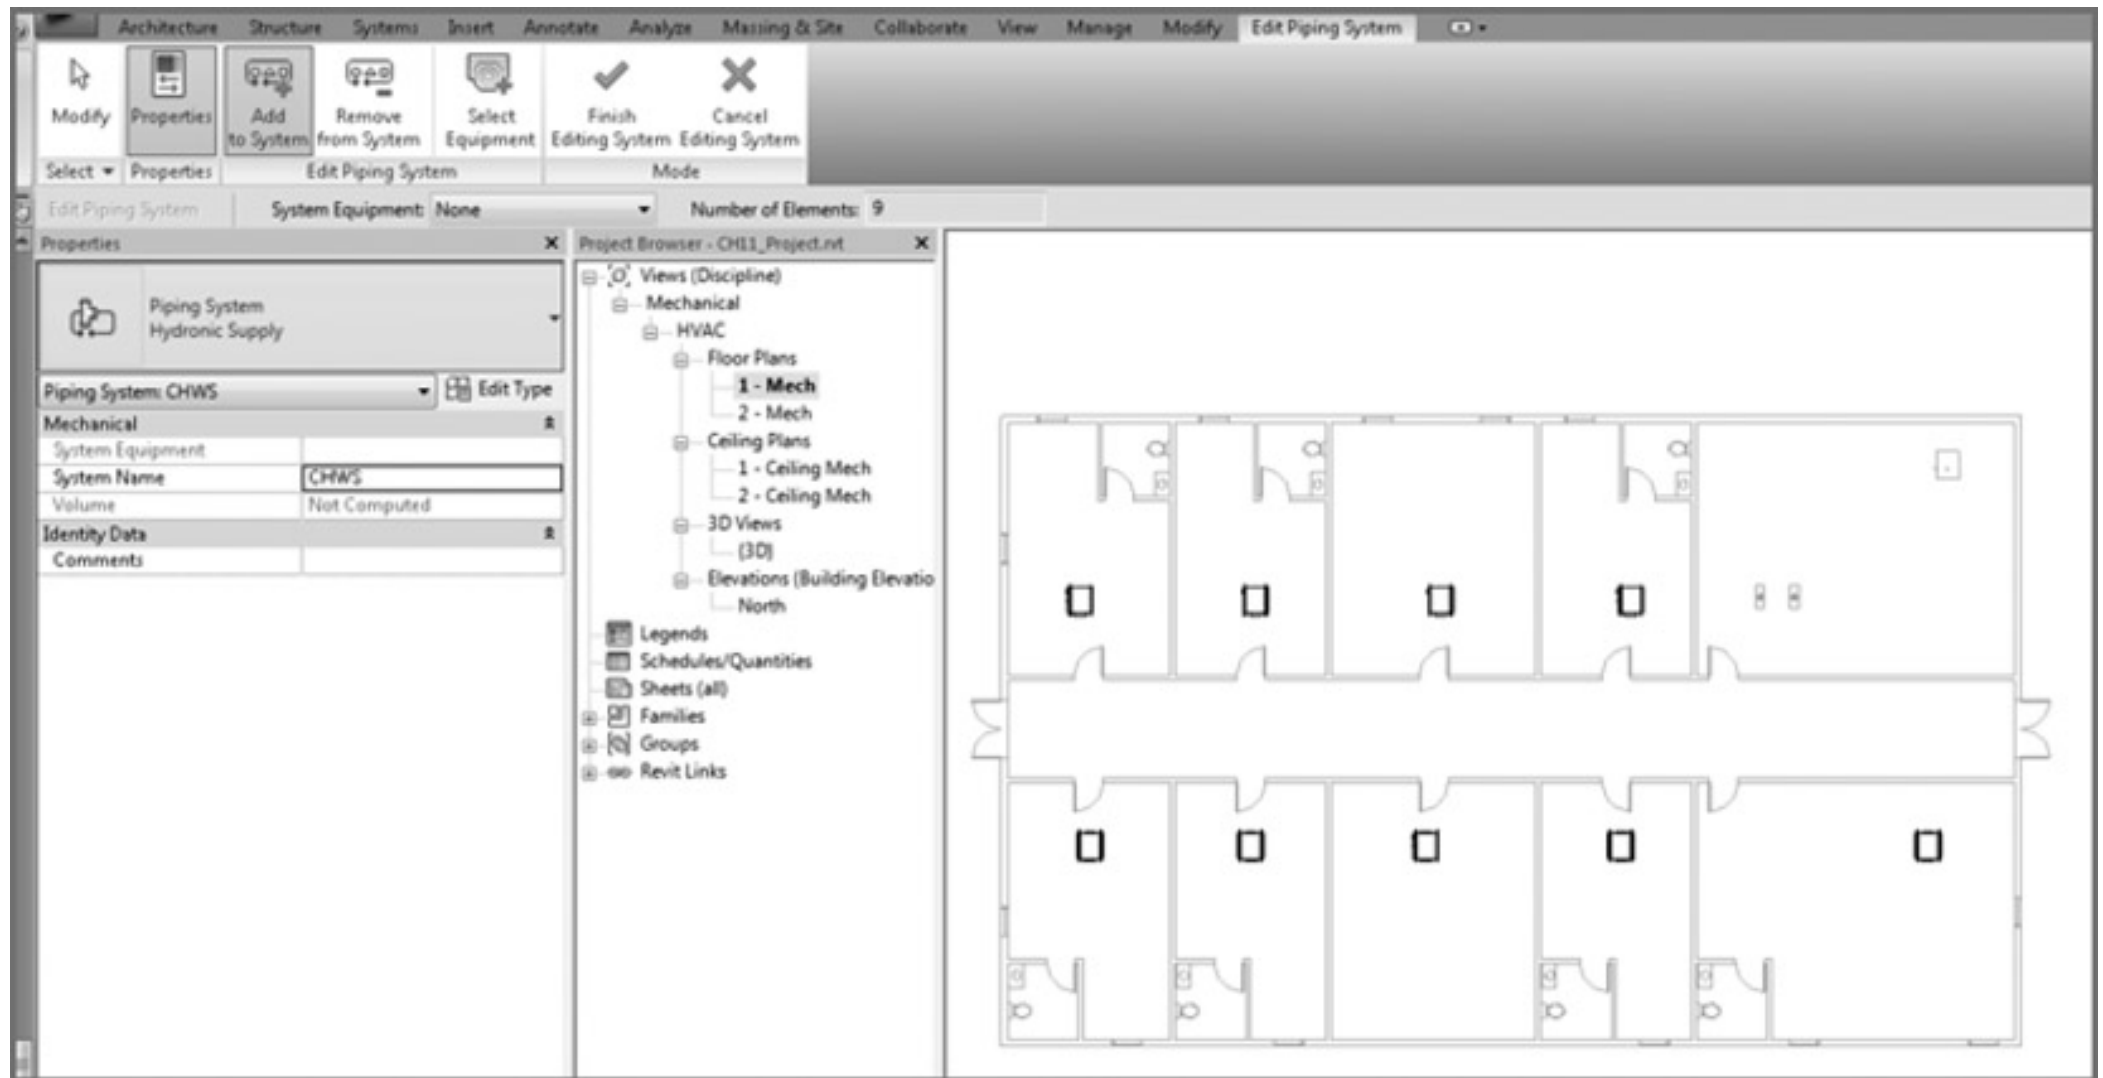 Architecture Structure Systems Insert Annotate Analyze Massing & Site Collaborate View Manage Modify Edit Piping System
Modify Properties Add to System Remove from System Select Equipment Finish Editing System Cancel Editing System
Select Properties Edit Piping System Mode
Edit Piping System System Equipment: None Number of Elements: 9
Properties
Piping System
Hydronic Supply
Piping System: CHWS Edit Type
Mechanical
System Equipment
System Name CHWS
Volume Not Computed
Identity Data
Comments
Project Browser - CH11_Project.rvt
Views (Discipline)
Mechanical
HVAC
Floor Plans
1 - Mech
2 - Mech
Ceiling Plans
1 - Ceiling Mech
2 - Ceiling Mech
3D Views
{3D}
Elevations (Building Elevatio
North
Legends
Schedules/Quantities
Sheets (all)
Families
Groups
Revit Links